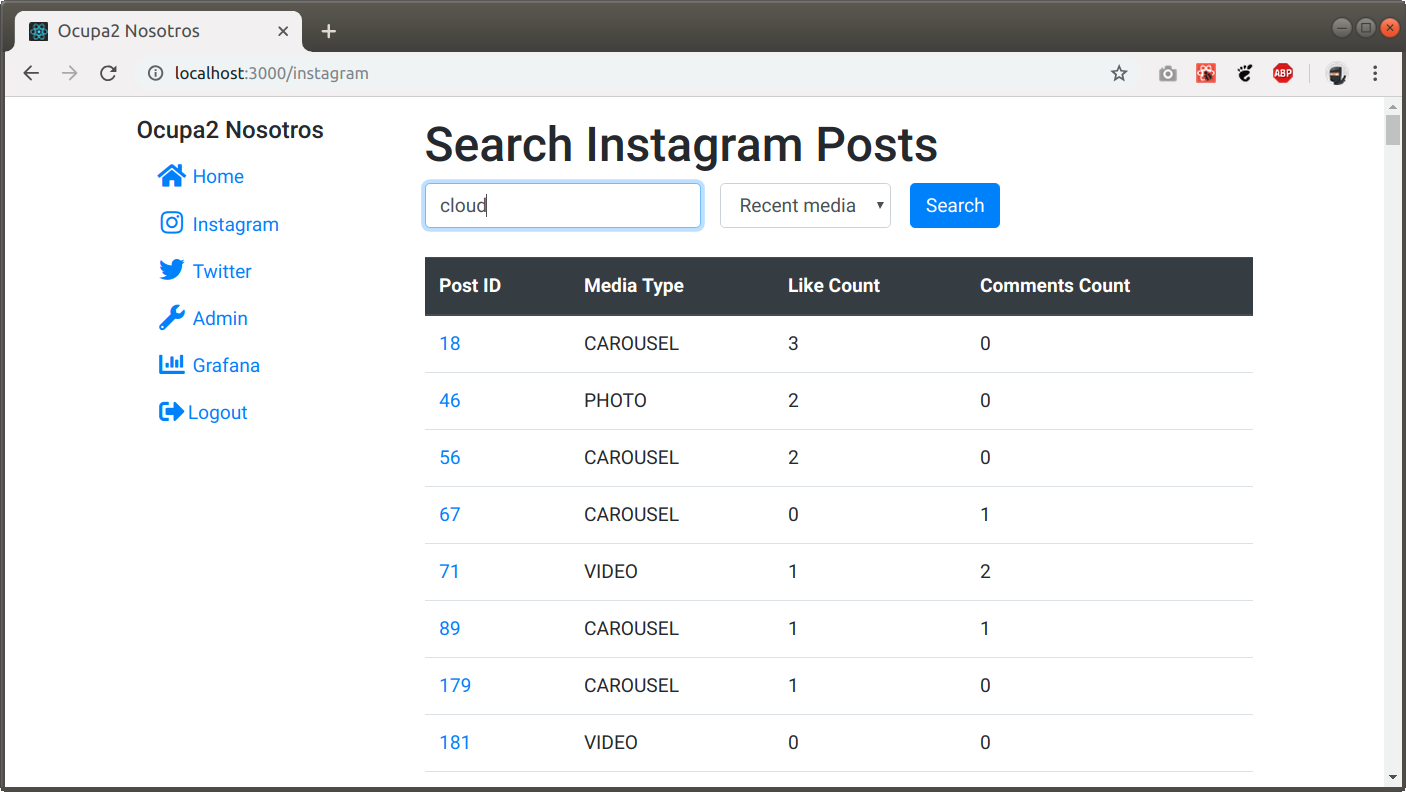 Ocupa2 Nosotros
localhost:3000/instagram
ABP
Ocupa2 Nosotros
Home
Instagram
Twitter
Admin
Grafana
Logout
Search Instagram Posts
cloud Recent media Search
Post ID Media Type Like Count Comments Count
18 CAROUSEL 3 0
46 PHOTO 2 0
56 CAROUSEL 2 0
67 CAROUSEL 0 1
71 VIDEO 1 2
89 CAROUSEL 1 1
179 CAROUSEL 1 0
181 VIDEO 0 0